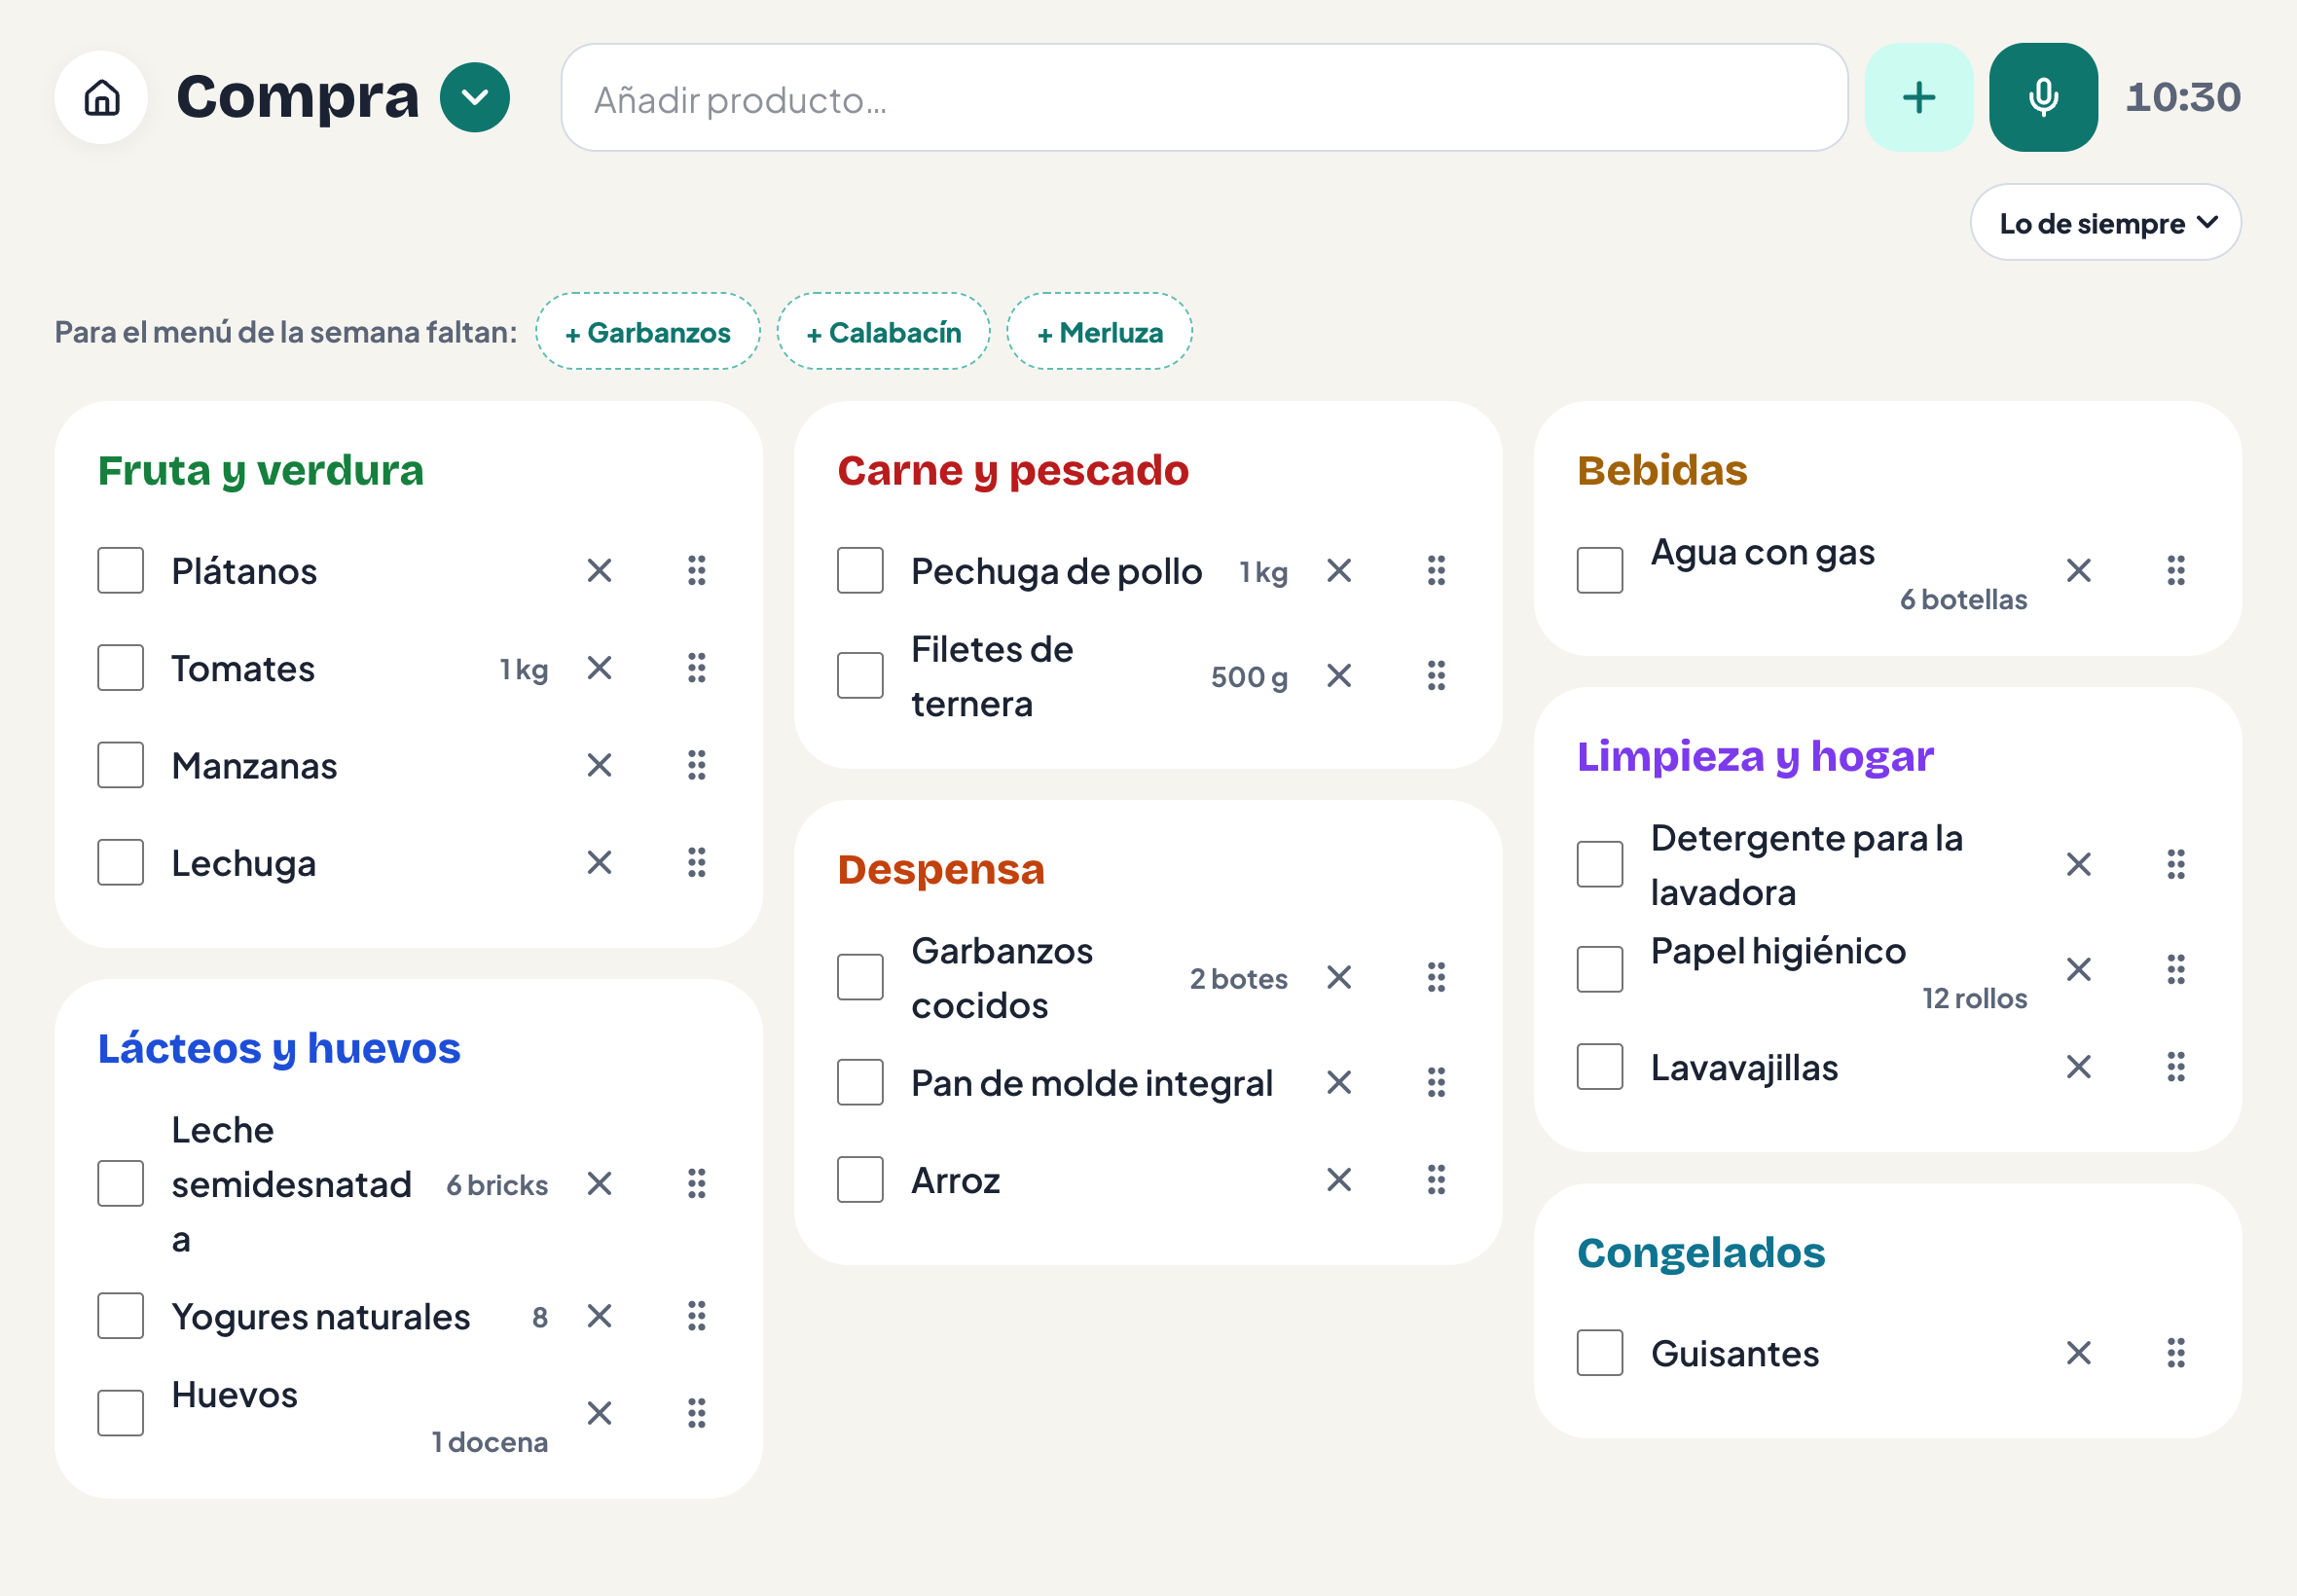 Compra
Añadir producto...
10:30
Lo de siempre
Para el menú de la semana faltan:
+ Garbanzos
+ Calabacín
+ Merluza
Fruta y verdura
Plátanos
Tomates 1 kg
Manzanas
Lechuga
Lácteos y huevos
Leche
semidesnatad 6 bricks
a
Yogures naturales 8
Huevos
1 docena
Carne y pescado
Pechuga de pollo 1 kg
Filetes de
ternera
500 g
Despensa
Garbanzos
cocidos
2 botes
Pan de molde integral
Arroz
Bebidas
Agua con gas
6 botellas
Limpieza y hogar
Detergente para la
lavadora
Papel higiénico
12 rollos
Lavavajillas
Congelados
Guisantes